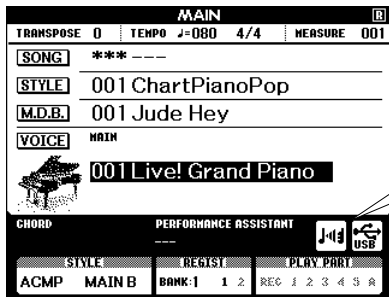 MAIN R
TRANSPOSE 0 TEMPO ♩=080 4/4 MEASURE 001
SONG *** ---
STYLE 001 ChartPianoPop
M.D.B. 001 Jude Hey
VOICE MAIN
001 Live! Grand Piano
CHORD PERFORMANCE ASSISTANT
--- USB
STYLE REGIST PLAY PART
ACMP MAIN B BANK:1 1 2 REC 1 2 3 4 5 A